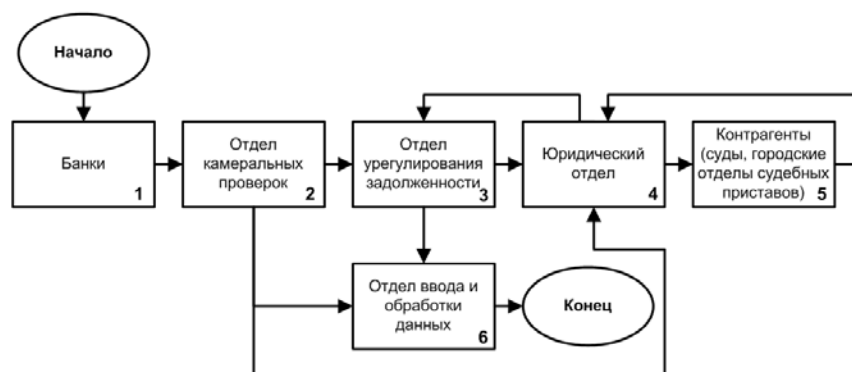 Начало
Банки
1
Отдел
камеральных
проверок
2
Отдел
урегулирования
задолженности
3
Юридический
отдел
4
Контрагенты
(суды, городские
отделы судебных
приставов)
5
Отдел ввода и
обработки
данных
6
Конец